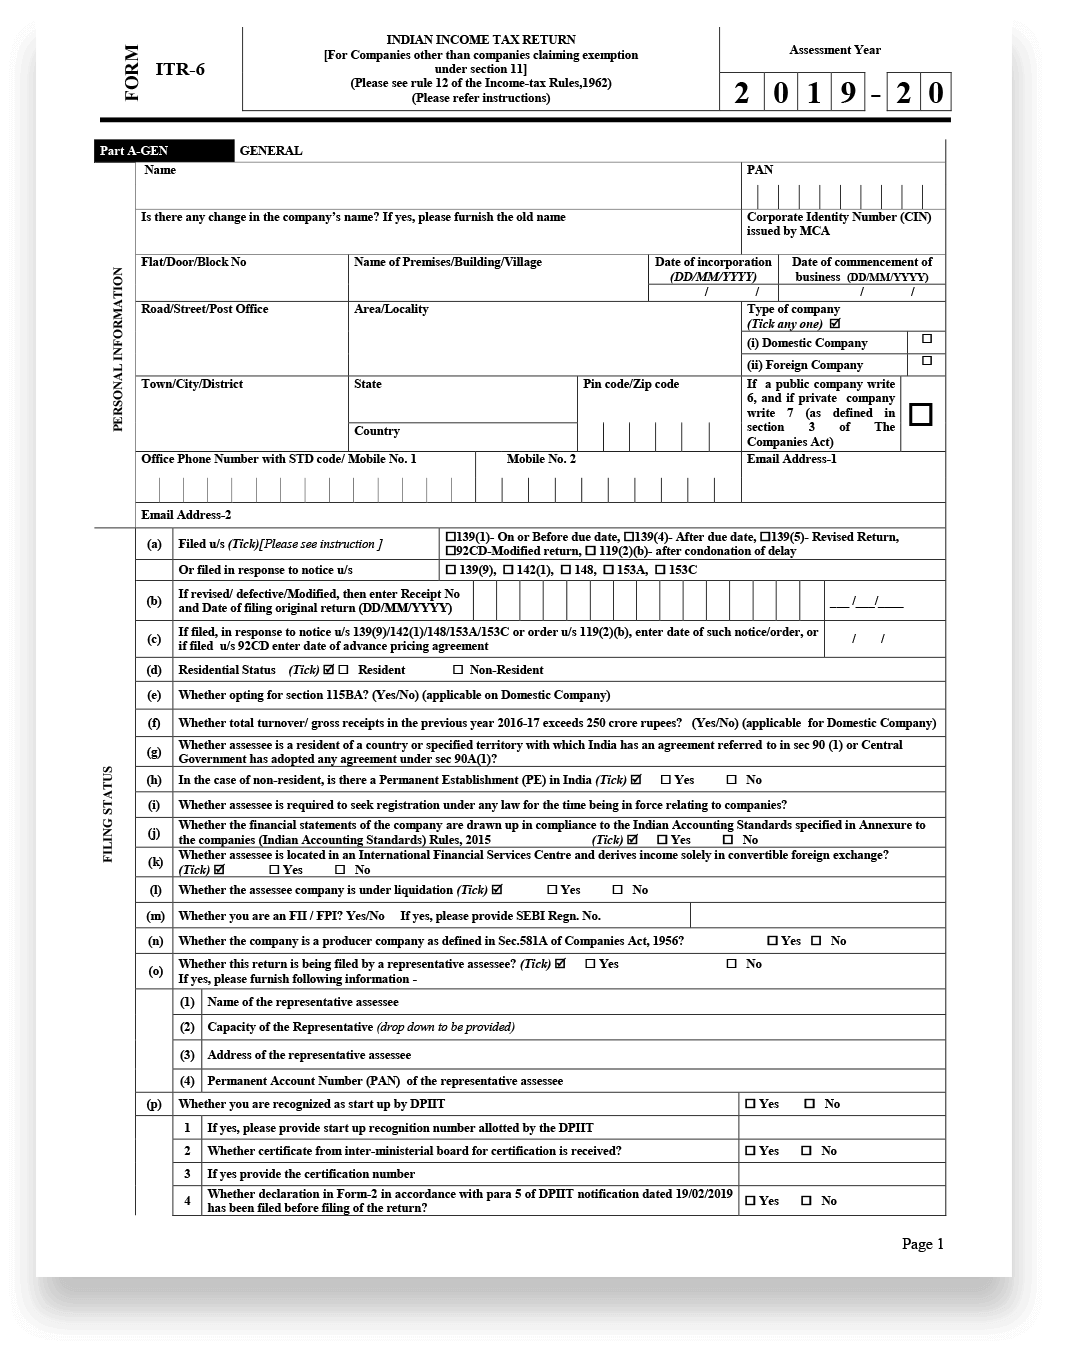 FORM
ITR-6
INDIAN INCOME TAX RETURN
[For Companies other than companies claiming exemption
under section 11]
(Please see rule 12 of the Income-tax Rules,1962)
(Please refer instructions)
Assessment Year
2 0 1 9 - 2 0
Part A-GEN
GENERAL
PERSONAL INFORMATION
Name
PAN
Is there any change in the company's name? If yes, please furnish the old name
Corporate Identity Number (CIN)
issued by MCA
Flat/Door/Block No
Name of Premises/Building/Village
Date of incorporation
(DD/MM/YYYY)
/ /
Date of commencement of
business (DD/MM/YYYY)
/ /
Road/Street/Post Office
Area/Locality
Type of company
(Tick any one) ☑
(i) Domestic Company ☐
(ii) Foreign Company ☐
Town/City/District
State
Country
Pin code/Zip code
If a public company write
6, and if private company
write 7 (as defined in
section 3 of The
Companies Act)
☐
Office Phone Number with STD code/ Mobile No. 1
Mobile No. 2
Email Address-1
Email Address-2
FILING STATUS
(a) Filed u/s (Tick)[Please see instruction ]
☐139(1)- On or Before due date, ☐139(4)- After due date, ☐139(5)- Revised Return,
☐92CD-Modified return, ☐ 119(2)(b)- after condonation of delay
Or filed in response to notice u/s
☐ 139(9), ☐ 142(1), ☐ 148, ☐ 153A, ☐ 153C
(b) If revised/ defective/Modified, then enter Receipt No
and Date of filing original return (DD/MM/YYYY)
___ /___/____
(c) If filed, in response to notice u/s 139(9)/142(1)/148/153A/153C or order u/s 119(2)(b), enter date of such notice/order, or
if filed u/s 92CD enter date of advance pricing agreement
/ /
(d) Residential Status (Tick) ☑ ☐ Resident ☐ Non-Resident
(e) Whether opting for section 115BA? (Yes/No) (applicable on Domestic Company)
(f) Whether total turnover/ gross receipts in the previous year 2016-17 exceeds 250 crore rupees? (Yes/No) (applicable for Domestic Company)
(g) Whether assessee is a resident of a country or specified territory with which India has an agreement referred to in sec 90 (1) or Central
Government has adopted any agreement under sec 90A(1)?
(h) In the case of non-resident, is there a Permanent Establishment (PE) in India (Tick) ☑ ☐ Yes ☐ No
(i) Whether assessee is required to seek registration under any law for the time being in force relating to companies?
(j) Whether the financial statements of the company are drawn up in compliance to the Indian Accounting Standards specified in Annexure to
the companies (Indian Accounting Standards) Rules, 2015 (Tick) ☑ ☐ Yes ☐ No
(k) Whether assessee is located in an International Financial Services Centre and derives income solely in convertible foreign exchange?
(Tick) ☑ ☐ Yes ☐ No
(l) Whether the assessee company is under liquidation (Tick) ☑ ☐ Yes ☐ No
(m) Whether you are an FII / FPI? Yes/No If yes, please provide SEBI Regn. No.
(n) Whether the company is a producer company as defined in Sec.581A of Companies Act, 1956? ☐ Yes ☐ No
(o) Whether this return is being filed by a representative assessee? (Tick) ☑ ☐ Yes ☐ No
If yes, please furnish following information -
(1) Name of the representative assessee
(2) Capacity of the Representative (drop down to be provided)
(3) Address of the representative assessee
(4) Permanent Account Number (PAN) of the representative assessee
(p) Whether you are recognized as start up by DPIIT ☐ Yes ☐ No
1 If yes, please provide start up recognition number allotted by the DPIIT
2 Whether certificate from inter-ministerial board for certification is received? ☐ Yes ☐ No
3 If yes provide the certification number
4 Whether declaration in Form-2 in accordance with para 5 of DPIIT notification dated 19/02/2019
has been filed before filing of the return? ☐ Yes ☐ No
Page 1